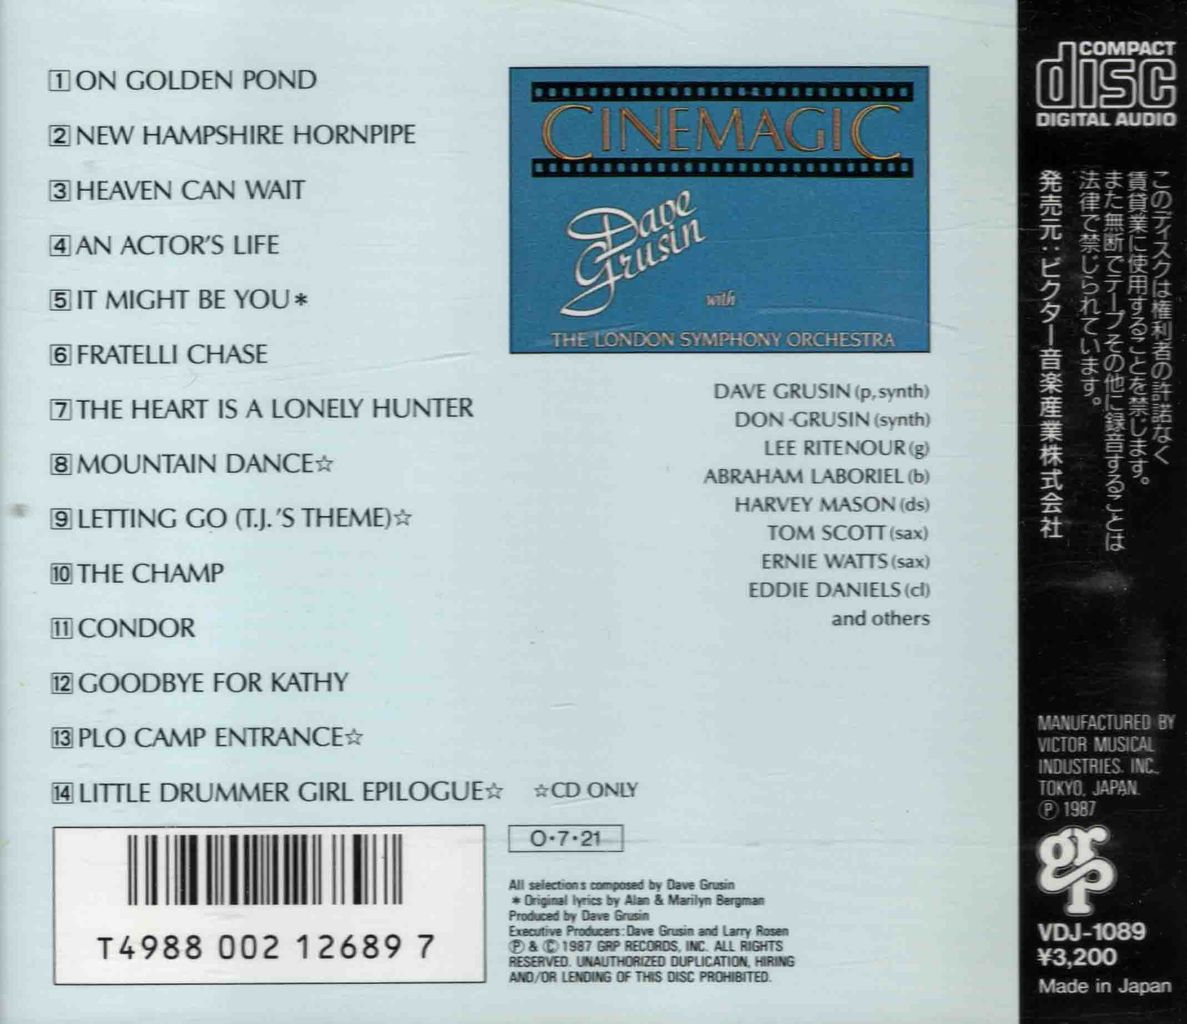 1 ON GOLDEN POND
2 NEW HAMPSHIRE HORNPIPE
3 HEAVEN CAN WAIT
4 AN ACTOR'S LIFE
5 IT MIGHT BE YOU*
6 FRATELLI CHASE
7 THE HEART IS A LONELY HUNTER
8 MOUNTAIN DANCE☆
9 LETTING GO (T.J.'S THEME)☆
10 THE CHAMP
11 CONDOR
12 GOODBYE FOR KATHY
13 PLO CAMP ENTRANCE☆
14 LITTLE DRUMMER GIRL EPILOGUE☆ ☆CD ONLY
T4988 002 12689 7
CINEMAGIC
Dave
Grusin
with
THE LONDON SYMPHONY ORCHESTRA
DAVE GRUSIN (p, synth)
DON GRUSIN (synth)
LEE RITENOUR (g)
ABRAHAM LABORIEL (b)
HARVEY MASON (ds)
TOM SCOTT (sax)
ERNIE WATTS (sax)
EDDIE DANIELS (cl)
and others
O・7・21
All selections composed by Dave Grusin
* Original lyrics by Alan & Marilyn Bergman
Produced by Dave Grusin
Executive Producers: Dave Grusin and Larry Rosen
Ⓟ & © 1987 GRP RECORDS, INC. ALL RIGHTS
RESERVED. UNAUTHORIZED DUPLICATION, HIRING
AND/OR LENDING OF THIS DISC PROHIBITED.
COMPACT
disc
DIGITAL AUDIO
このディスクは権利者の許諾なく
賃貸業に使用することを禁じます。
また無断でテープその他に録音することは
法律で禁じられています。
発売元:ビクター音楽産業株式会社
MANUFACTURED BY
VICTOR MUSICAL
INDUSTRIES. INC.,
TOKYO, JAPAN.
Ⓟ 1987
grp
VDJ-1089
¥3,200
Made in Japan